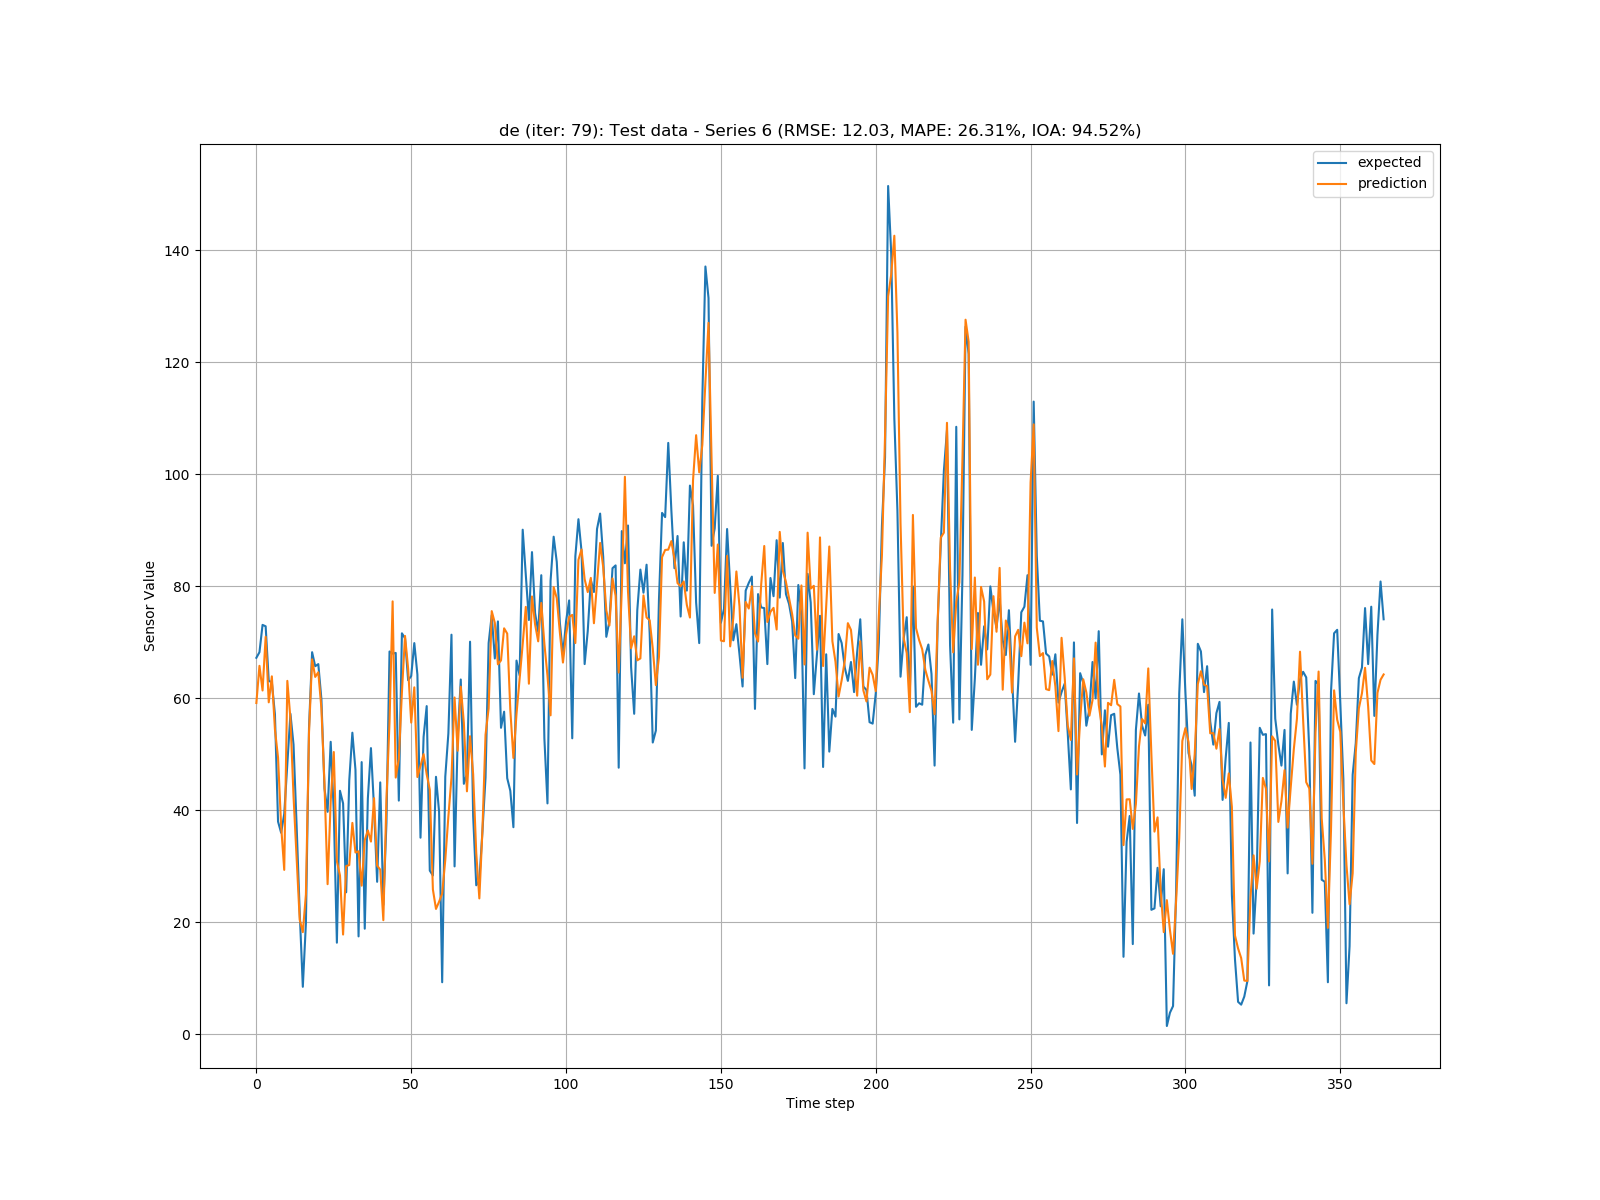 de (iter: 79): Test data - Series 6 (RMSE: 12.03, MAPE: 26.31%, IOA: 94.52%)
expected
prediction
140
120
100
80
60
40
20
0
Sensor Value
0 50 100 150 200 250 300 350
Time step